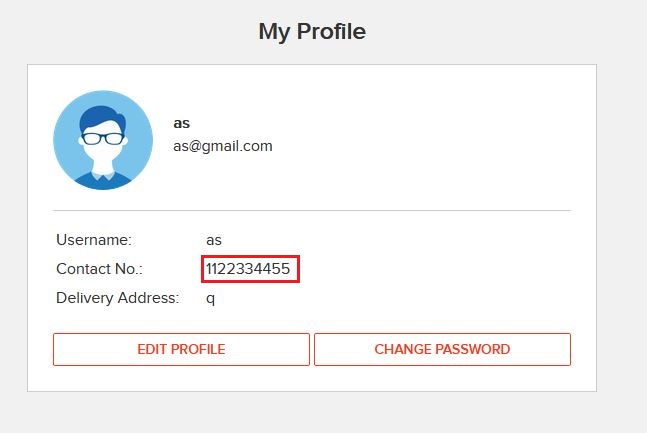 My Profile
as
as@gmail.com
Username: as
Contact No.: 1122334455
Delivery Address: q
EDIT PROFILE CHANGE PASSWORD